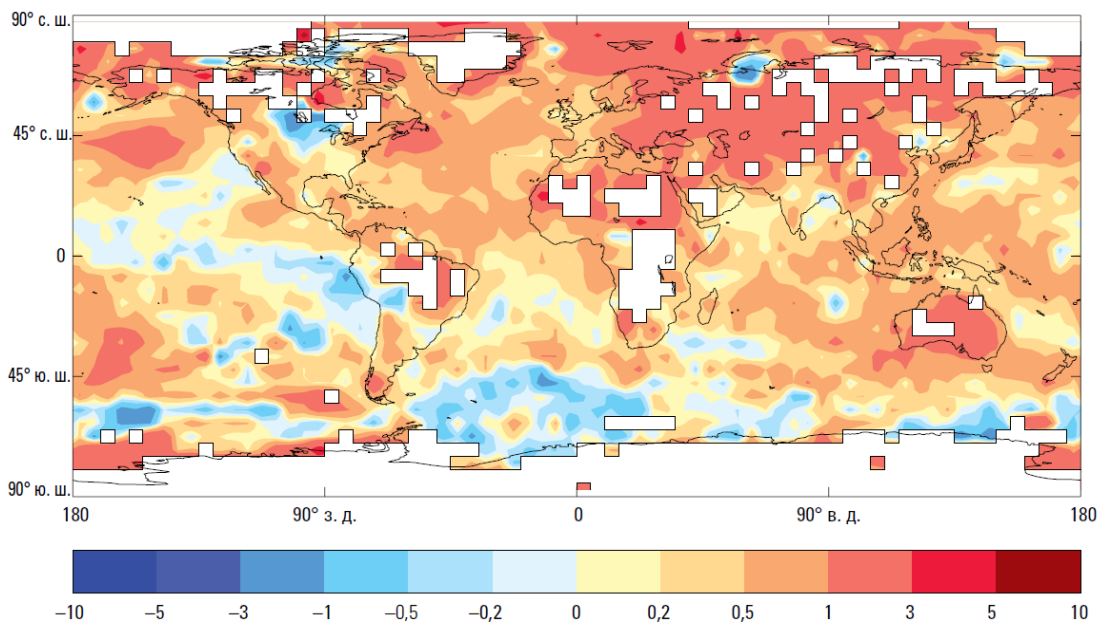 90° с. ш.
45° с. ш.
0
45° ю. ш.
90° ю. ш.
180 90° з. д. 0 90° в. д. 180
–10 –5 –3 –1 –0,5 –0,2 0 0,2 0,5 1 3 5 10